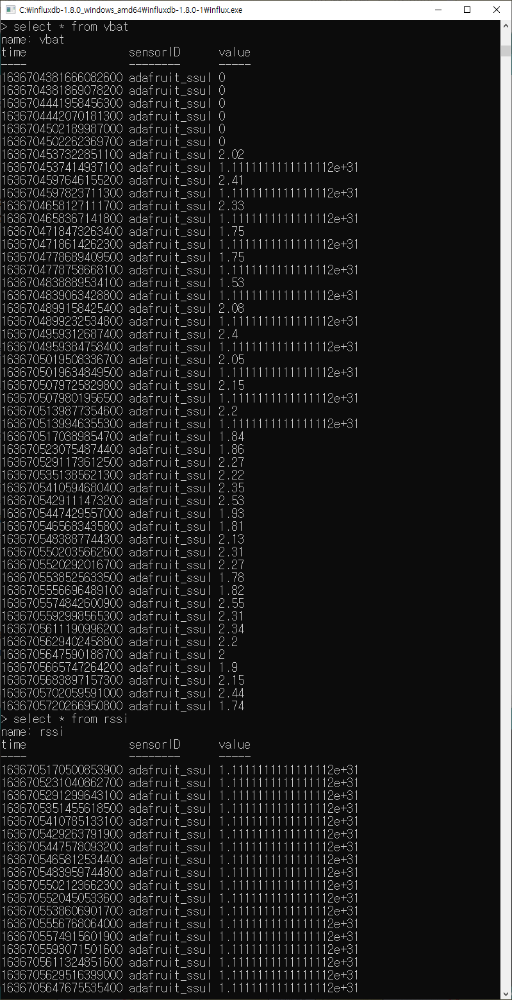 C:\influxdb-1.8.0_windows_amd64\influxdb-1.8.0-1\influx.exe
> select * from vbat
name: vbat
time sensorID value
---- -------- -----
1636704381666082600 adafruit_ssul 0
1636704381869078200 adafruit_ssul 0
1636704441958456300 adafruit_ssul 0
1636704442070181300 adafruit_ssul 0
1636704502189987000 adafruit_ssul 0
1636704502262369700 adafruit_ssul 0
1636704537322851100 adafruit_ssul 2.02
1636704537414937100 adafruit_ssul 1.1111111111111112e+31
1636704597646155200 adafruit_ssul 2.41
1636704597823711300 adafruit_ssul 1.1111111111111112e+31
1636704658127111700 adafruit_ssul 2.33
1636704658367141800 adafruit_ssul 1.1111111111111112e+31
1636704718473263400 adafruit_ssul 1.75
1636704718614262300 adafruit_ssul 1.1111111111111112e+31
1636704778689409500 adafruit_ssul 1.75
1636704778758668100 adafruit_ssul 1.1111111111111112e+31
1636704838889534100 adafruit_ssul 1.53
1636704839063428800 adafruit_ssul 1.1111111111111112e+31
1636704899158425400 adafruit_ssul 2.08
1636704899232534800 adafruit_ssul 1.1111111111111112e+31
1636704959312687400 adafruit_ssul 2.4
1636704959384758400 adafruit_ssul 1.1111111111111112e+31
1636705019508336700 adafruit_ssul 2.05
1636705019634849500 adafruit_ssul 1.1111111111111112e+31
1636705079725829800 adafruit_ssul 2.15
1636705079801956500 adafruit_ssul 1.1111111111111112e+31
1636705139877354600 adafruit_ssul 2.2
1636705139946355300 adafruit_ssul 1.1111111111111112e+31
1636705170389854700 adafruit_ssul 1.84
1636705230754874400 adafruit_ssul 1.86
1636705291173612500 adafruit_ssul 2.27
1636705351385621300 adafruit_ssul 2.22
1636705410594680400 adafruit_ssul 2.35
1636705429111473200 adafruit_ssul 2.53
1636705447429557000 adafruit_ssul 1.93
1636705465683435800 adafruit_ssul 1.81
1636705483887744300 adafruit_ssul 2.13
1636705502035662600 adafruit_ssul 2.31
1636705520292016700 adafruit_ssul 2.27
1636705538525633500 adafruit_ssul 1.78
1636705556696489100 adafruit_ssul 1.82
1636705574842600900 adafruit_ssul 2.55
1636705592998565300 adafruit_ssul 2.31
1636705611190996200 adafruit_ssul 2.34
1636705629402458800 adafruit_ssul 2.2
1636705647590188700 adafruit_ssul 2
1636705665747264200 adafruit_ssul 1.9
1636705683897157300 adafruit_ssul 2.15
1636705702059591000 adafruit_ssul 2.44
1636705720266950800 adafruit_ssul 1.74
> select * from rssi
name: rssi
time sensorID value
---- -------- -----
1636705170500853900 adafruit_ssul 1.1111111111111112e+31
1636705231040862700 adafruit_ssul 1.1111111111111112e+31
1636705291299643100 adafruit_ssul 1.1111111111111112e+31
1636705351455618500 adafruit_ssul 1.1111111111111112e+31
1636705410785133100 adafruit_ssul 1.1111111111111112e+31
1636705429263791900 adafruit_ssul 1.1111111111111112e+31
1636705447578093200 adafruit_ssul 1.1111111111111112e+31
1636705465812534400 adafruit_ssul 1.1111111111111112e+31
1636705483959744800 adafruit_ssul 1.1111111111111112e+31
1636705502123662300 adafruit_ssul 1.1111111111111112e+31
1636705520450533600 adafruit_ssul 1.1111111111111112e+31
1636705538606901700 adafruit_ssul 1.1111111111111112e+31
1636705556768064000 adafruit_ssul 1.1111111111111112e+31
1636705574915601900 adafruit_ssul 1.1111111111111112e+31
1636705593071501600 adafruit_ssul 1.1111111111111112e+31
1636705611324851600 adafruit_ssul 1.1111111111111112e+31
1636705629516399000 adafruit_ssul 1.1111111111111112e+31
1636705647675535400 adafruit_ssul 1.1111111111111112e+31